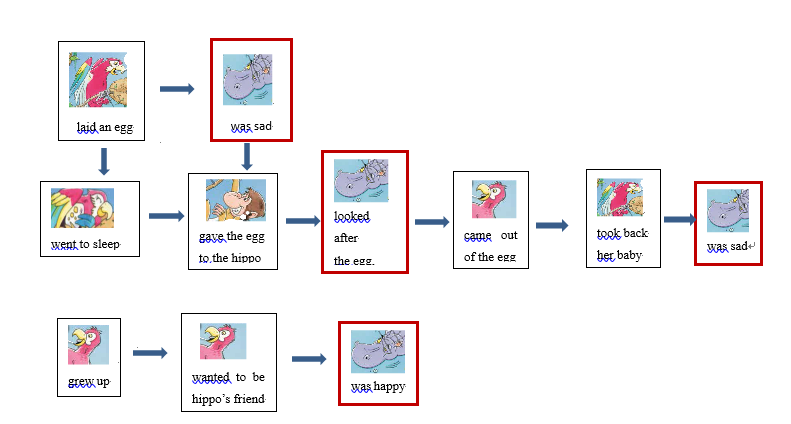 laid an egg
was sad
went to sleep
gave the egg
to the hippo
looked
after
the egg.
came out
of the egg
took back
her baby
was sad
grew up
wanted to be
hippo's friend
was happy